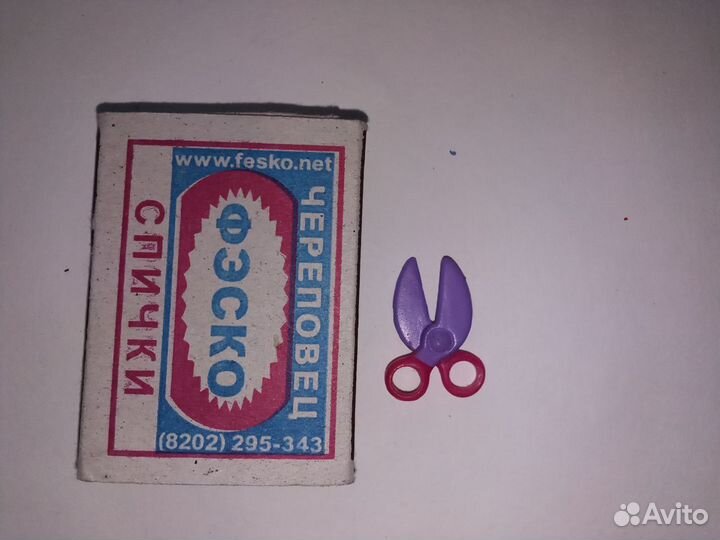 www.fesko.net
СПИЧКИ
ФЭСКО
ЧЕРЕПОВЕЦ
(8202) 295-343
Avito